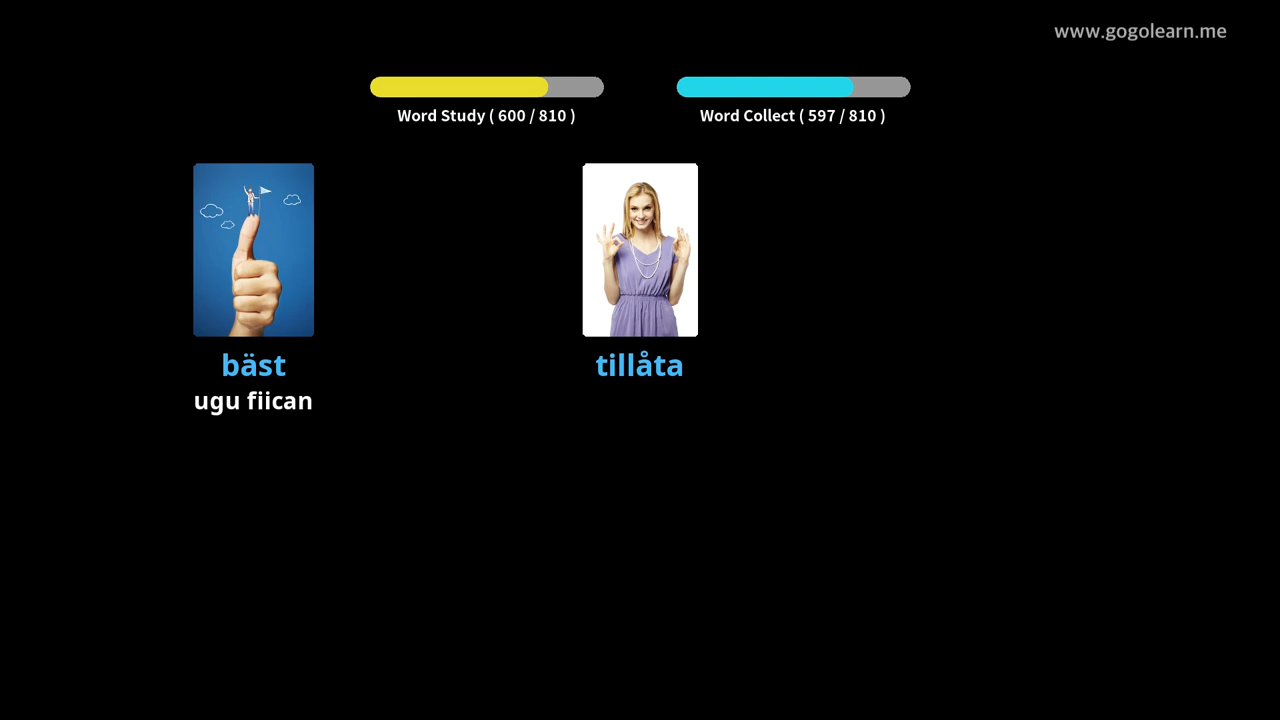 www.gogolearn.me
Word Study ( 600 / 810 )
Word Collect ( 597 / 810 )
bäst
ugu fiican
tillåta